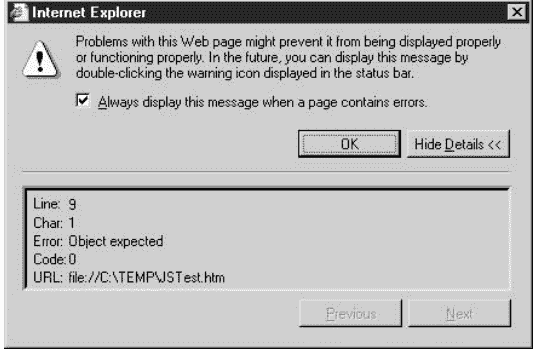 Internet Explorer
Problems with this Web page might prevent it from being displayed properly
or functioning properly. In the future, you can display this message by
double-clicking the warning icon displayed in the status bar.
Always display this message when a page contains errors.
OK
Hide Details <<
Line: 9
Char: 1
Error: Object expected
Code:0
URL: file://C:\TEMP\JSTest.htm
Previous
Next